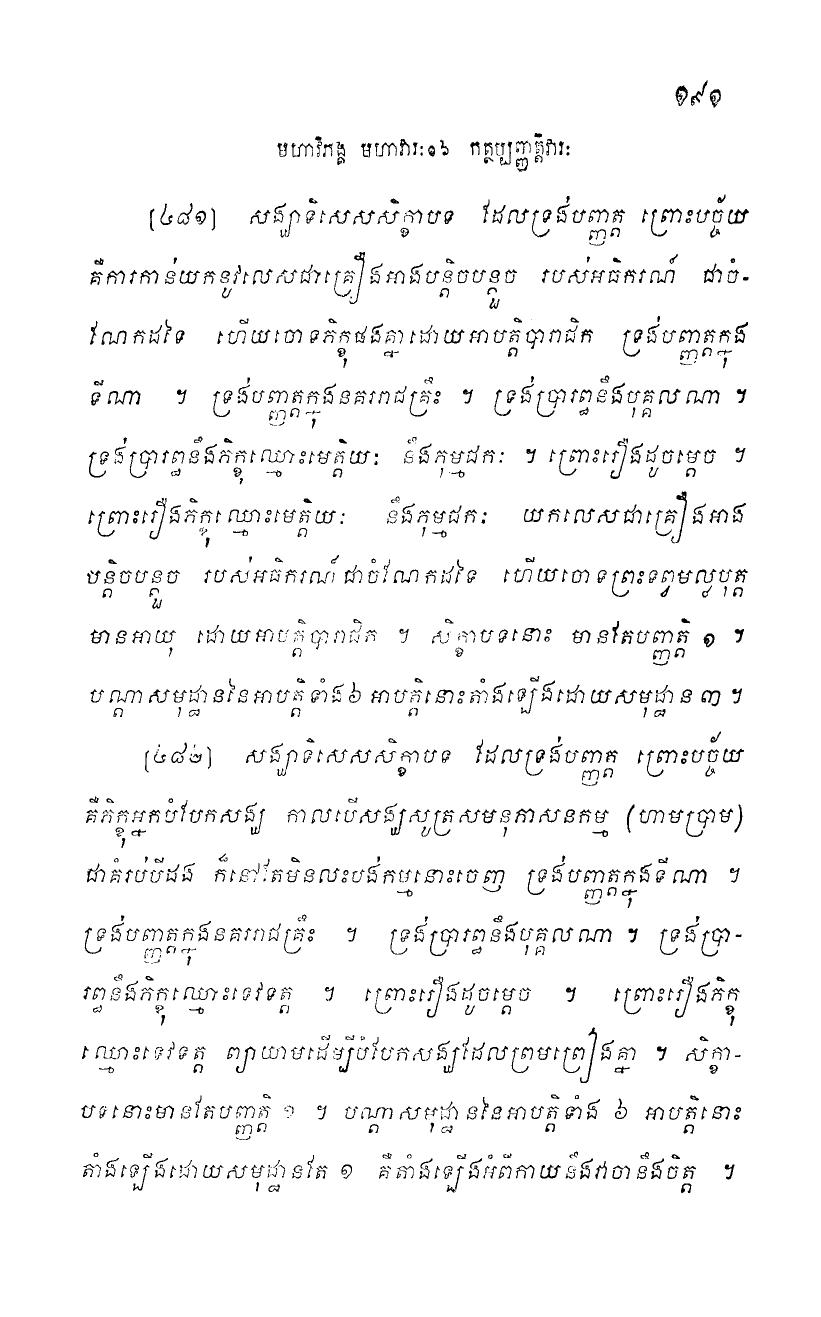 ១៩១
មហាវិភង្គ មហាវារៈ១៦ កត្ថប្បញ្ញត្តិវារៈ
[៤៨១] សង្ឃាទិសេសសិក្ខាបទ ដែលទ្រង់បញ្ញត្ត ព្រោះបច្ច័យ
គឺការកាន់យកនូវលេសជាគ្រឿងអាងបន្តិចបន្តួច របស់អធិករណ៍ ជាចំ-
ណែកដទៃ ហើយចោទភិក្ខុផងគ្នាដោយអាបត្តិបារាជិក ទ្រង់បញ្ញត្តក្នុង
ទីណា ។ ទ្រង់បញ្ញត្តក្នុងនគររាជគ្រឹះ ។ ទ្រង់ប្រារព្ធនឹងបុគ្គលណា ។
ទ្រង់ប្រារព្ធនឹងភិក្ខុឈ្មោះមេត្តិយៈ នឹងកុម្មជកៈ ។ ព្រោះរឿងដូចម្តេច ។
ព្រោះរឿងភិក្ខុឈ្មោះមេត្តិយៈ នឹងកុម្មជកៈ យកលេសជាគ្រឿងអាង
បន្តិចបន្តួច របស់អធិករណ៍ជាចំណែកដទៃ ហើយចោទព្រះទព្វមល្លបុត្ត
មានអាយុ ដោយអាបត្តិបារាជិក ។ សិក្ខាបទនោះ មានតែបញ្ញត្តិ ១ ។
បណ្តាសមុដ្ឋាននៃអាបត្តិទាំង៦ អាបត្តិនោះតាំងឡើងដោយសមុដ្ឋាន ៣ ។
[៤៨២] សង្ឃាទិសេសសិក្ខាបទ ដែលទ្រង់បញ្ញត្ត ព្រោះបច្ច័យ
គឺភិក្ខុអ្នកបំបែកសង្ឃ កាលបើសង្ឃសូត្រសមនុភាសនកម្ម (ហាមប្រាម)
ជាគំរប់បីដង ក៏នៅតែមិនលះបង់កម្មនោះចេញ ទ្រង់បញ្ញត្តក្នុងទីណា ។
ទ្រង់បញ្ញត្តក្នុងនគររាជគ្រឹះ ។ ទ្រង់ប្រារព្ធនឹងបុគ្គលណា ។ ទ្រង់ប្រា-
រព្ធនឹងភិក្ខុឈ្មោះទេវទត្ត ។ ព្រោះរឿងដូចម្តេច ។ ព្រោះរឿងភិក្ខុ
ឈ្មោះទេវទត្ត ព្យាយាមដើម្បីបំបែកសង្ឃដែលព្រមព្រៀងគ្នា ។ សិក្ខា-
បទនោះមានតែបញ្ញត្តិ ១ ។ បណ្តាសមុដ្ឋាននៃអាបត្តិទាំង ៦ អាបត្តិនោះ
តាំងឡើងដោយសមុដ្ឋានតែ ១ គឺតាំងឡើងអំពីកាយនឹងវាចានឹងចិត្ត ។